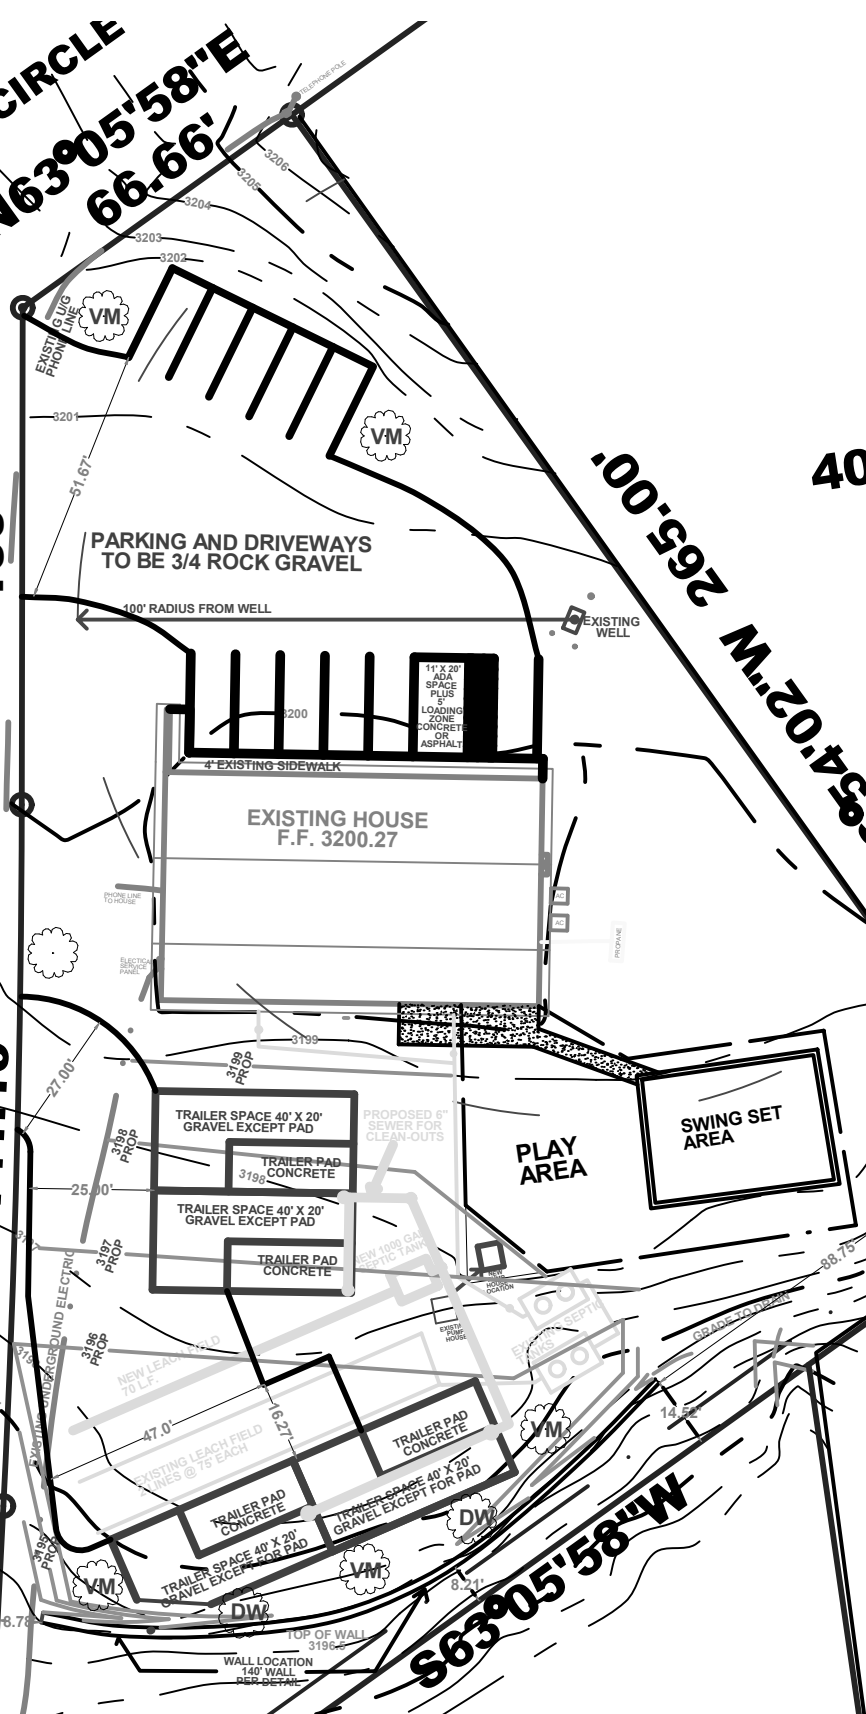 CIRCLE
N63°05'58"E
66.66'
TELEPHONE POLE
3206
3205
3204
3203
3202
EXISTING U/G
PHONE LINE
VM
VM
3201
51.67'
40
265.00'
PARKING AND DRIVEWAYS
TO BE 3/4 ROCK GRAVEL
100' RADIUS FROM WELL
EXISTING
WELL
54'02"W
11' X 20'
ADA
SPACE
PLUS
5'
LOADING
ZONE
CONCRETE
OR
ASPHALT
3200
4' EXISTING SIDEWALK
EXISTING HOUSE
F.F. 3200.27
PHONE LINE
TO HOUSE
AC
AC
PROPANE
ELECTICAL
SERVICE
PANEL
3199
3199
PROP
27.00'
TRAILER SPACE 40' X 20'
GRAVEL EXCEPT PAD
PROPOSED 6"
SEWER FOR
CLEAN-OUTS
SWING SET
AREA
PLAY
AREA
3198
PROP
TRAILER PAD
CONCRETE
3198
25.00'
TRAILER SPACE 40' X 20'
GRAVEL EXCEPT PAD
3197
PROP
TRAILER PAD
CONCRETE
NEW 1000 GAL
SEPTIC TANK
88.75'
EXISTING
PUMP
HOUSE
EXISTING SEPTIC
TANKS
GRADE TO DRAIN
EXISTING UNDERGROUND ELECTRIC
3196
PROP
NEW LEACH FIELD
70 L.F.
47.0'
16.27'
14.52'
EXISTING LEACH FIELD
2 LINES @ 75' EACH
TRAILER PAD
CONCRETE
VM
TRAILER PAD
CONCRETE
TRAILER SPACE 40' X 20'
GRAVEL EXCEPT FOR PAD
DW
3195
PROP
TRAILER SPACE 40' X 20'
GRAVEL EXCEPT FOR PAD
VM
VM
DW
8.21'
S63°05'58"W
8.78'
TOP OF WALL
3196.5
WALL LOCATION
140' WALL
PER DETAIL